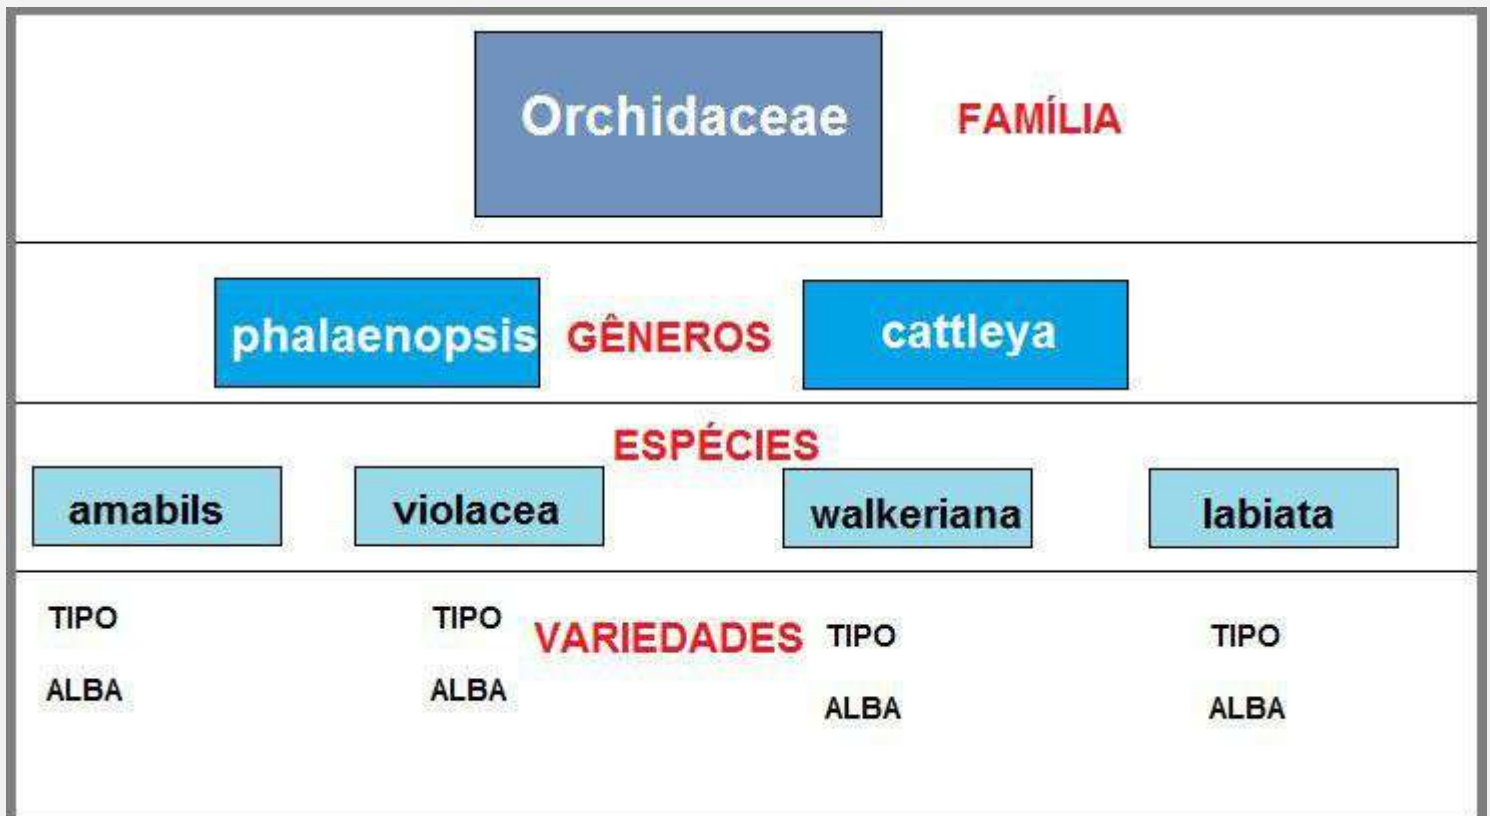 Orchidaceae FAMÍLIA
phalaenopsis GÊNEROS cattleya
ESPÉCIES
amabils violacea walkeriana labiata
TIPO TIPO VARIEDADES TIPO TIPO
ALBA ALBA ALBA ALBA